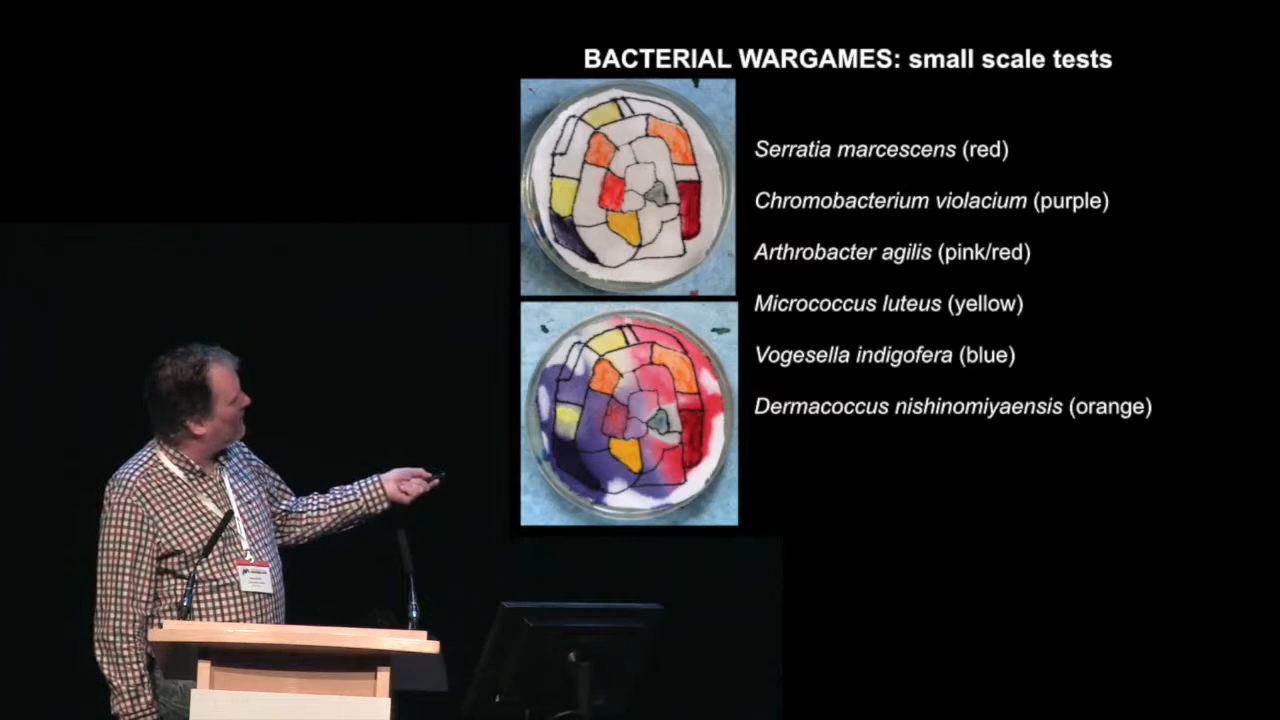 BACTERIAL WARGAMES: small scale tests
Serratia marcescens (red)
Chromobacterium violacium (purple)
Arthrobacter agilis (pink/red)
Micrococcus luteus (yellow)
Vogesella indigofera (blue)
Dermacoccus nishinomiyaensis (orange)